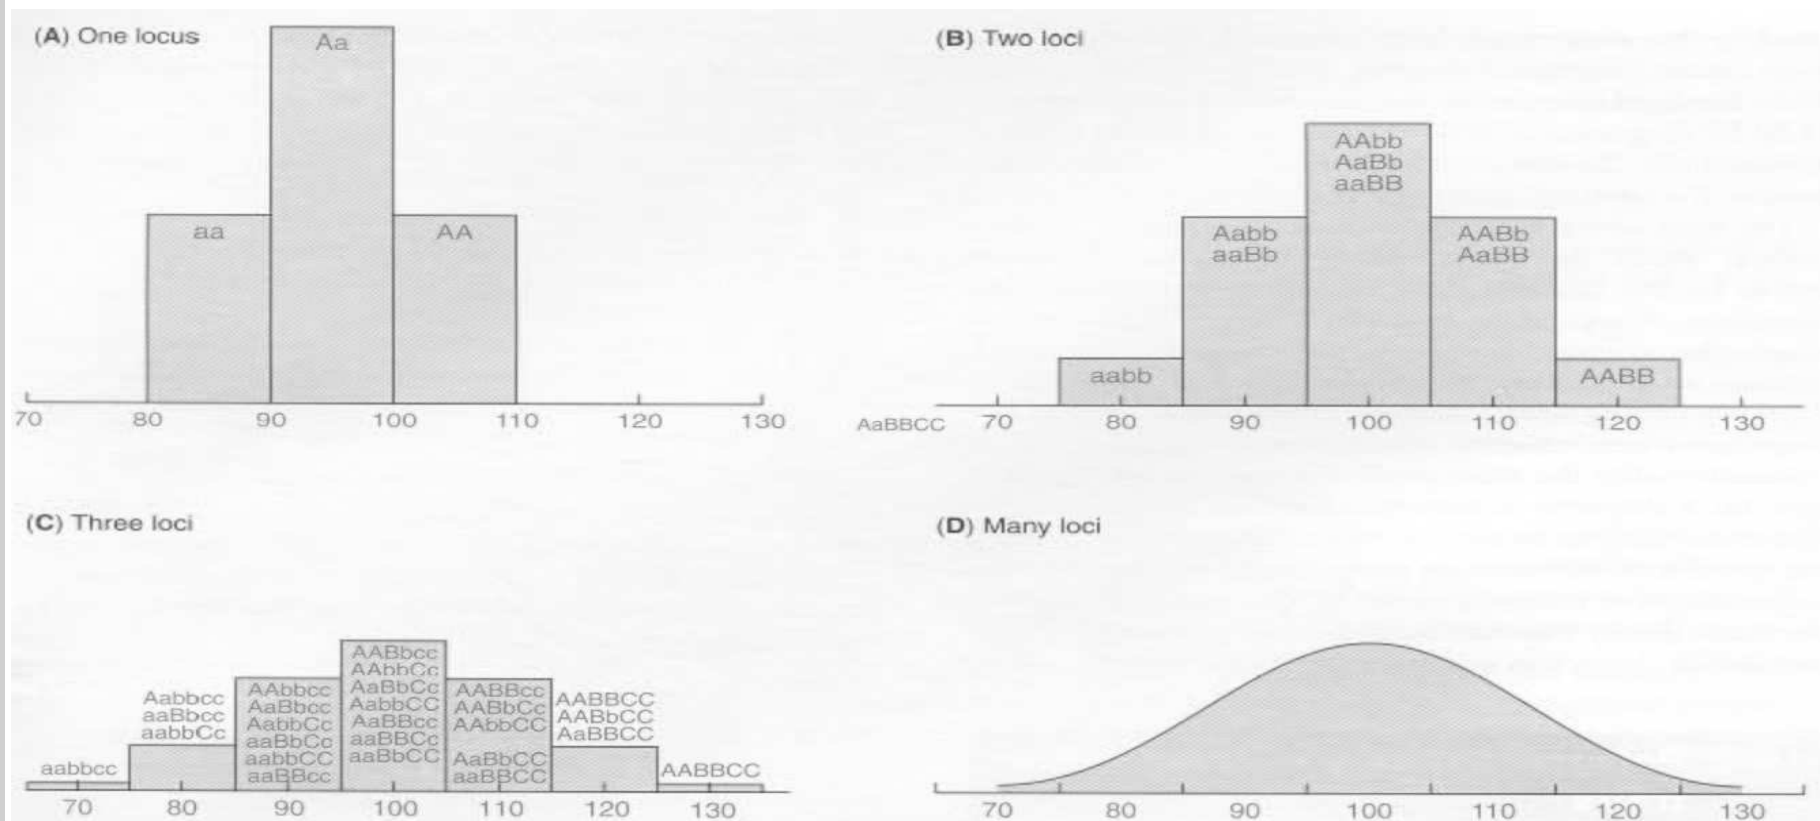 (A) One locus
Aa
aa
AA
70 80 90 100 110 120 130
(B) Two loci
AAbb
AaBb
aaBB
Aabb
aaBb
AABb
AaBB
aabb
AABB
AaBBCC 70 80 90 100 110 120 130
(C) Three loci
aabbcc
Aabbcc
aaBbcc
aabbCc
AAbbcc
AaBbcc
AabbCc
aaBbCc
aabbCC
aaBBcc
AABbcc
AAbbCc
AaBbCc
AabbCC
AaBBcc
aaBBCc
aaBbCC
AABBcc
AABbCc
AAbbCC
AaBbCC
aaBBCC
AABBCC
AABbCC
AaBBCC
AABBCC
70 80 90 100 110 120 130
(D) Many loci
70 80 90 100 110 120 130